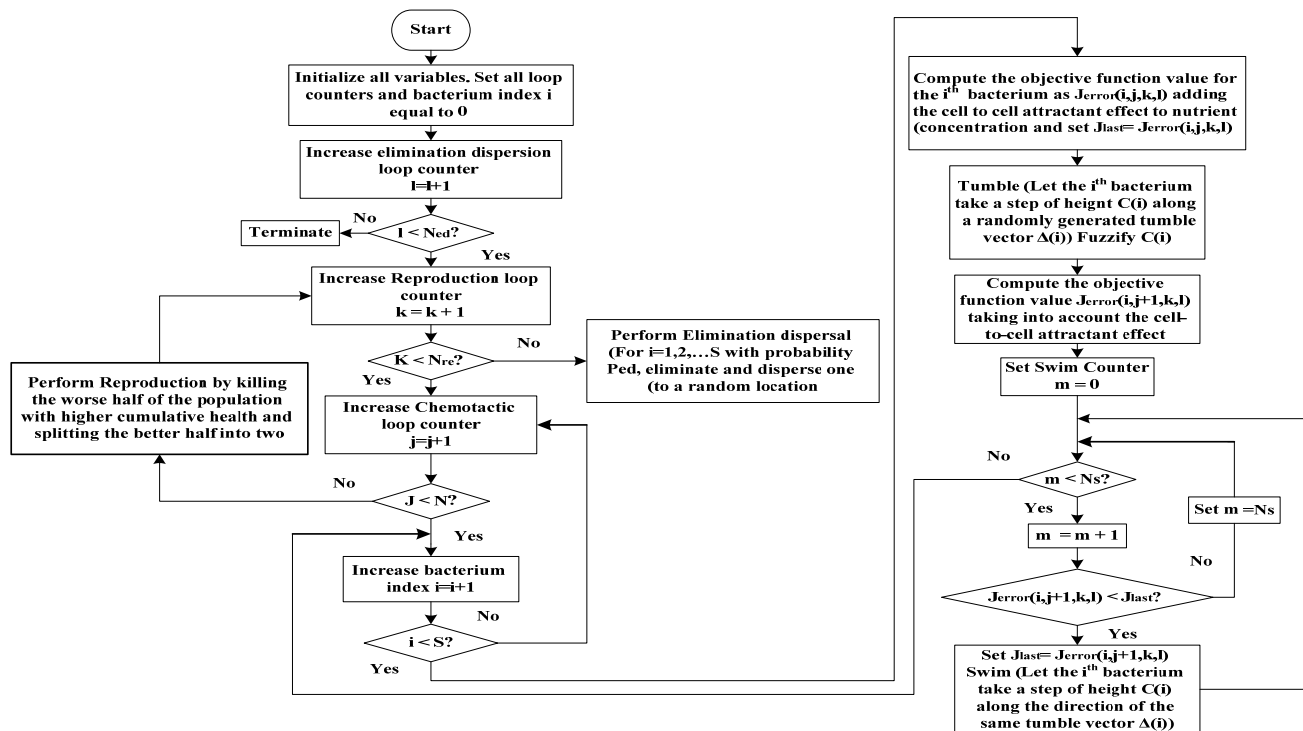 Start
Initialize all variables. Set all loop
counters and bacterium index i
equal to 0
Increase elimination dispersion
loop counter
l=l+1
l < Ned?
No
Terminate
Yes
Increase Reproduction loop
counter
k = k + 1
K < Nre?
No
Perform Elimination dispersal
(For i=1,2,…S with probability
Ped, eliminate and disperse one
(to a random location
Yes
Increase Chemotactic
loop counter
j=j+1
J < N?
No
Perform Reproduction by killing
the worse half of the population
with higher cumulative health and
splitting the better half into two
Yes
Increase bacterium
index i=i+1
i < S?
No
Yes
Compute the objective function value for
the ith bacterium as Jerror(i,j,k,l) adding
the cell to cell attractant effect to nutrient
(concentration and set Jlast= Jerror(i,j,k,l)
Tumble (Let the ith bacterium
take a step of heignt C(i) along
a randomly generated tumble
vector Δ(i)) Fuzzify C(i)
Compute the objective
function value Jerror(i,j+1,k,l)
taking into account the cell-
to-cell attractant effect
Set Swim Counter
m = 0
m < Ns?
No
Yes
m = m + 1
Set m =Ns
Jerror(i,j+1,k,l) < Jlast?
No
Yes
Set Jlast= Jerror(i,j+1,k,l)
Swim (Let the ith bacterium
take a step of height C(i)
along the direction of the
same tumble vector Δ(i))